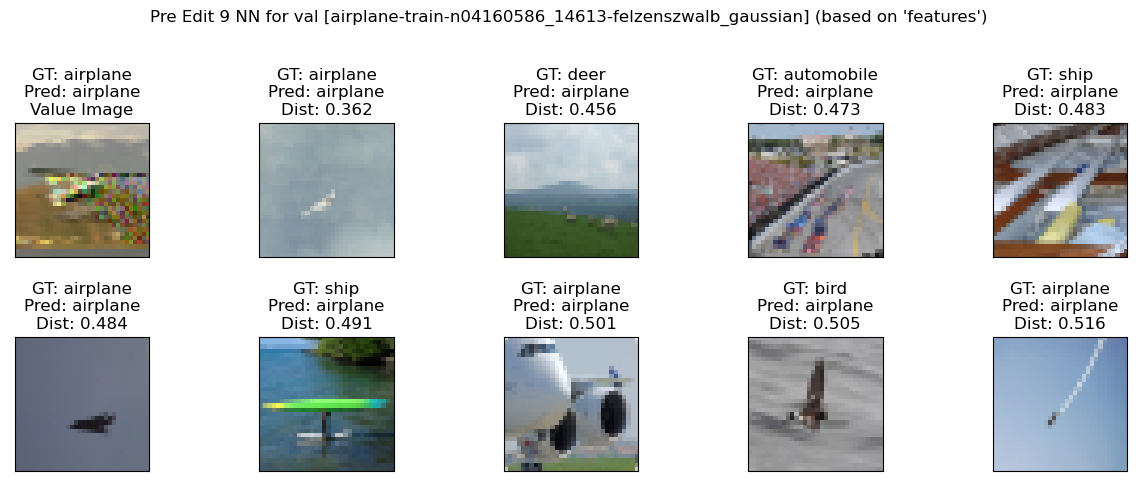 Pre Edit 9 NN for val [airplane-train-n04160586_14613-felzenszwalb_gaussian] (based on 'features')
GT: airplane
Pred: airplane
Value Image
GT: airplane
Pred: airplane
Dist: 0.362
GT: deer
Pred: airplane
Dist: 0.456
GT: automobile
Pred: airplane
Dist: 0.473
GT: ship
Pred: airplane
Dist: 0.483
GT: airplane
Pred: airplane
Dist: 0.484
GT: ship
Pred: airplane
Dist: 0.491
GT: airplane
Pred: airplane
Dist: 0.501
GT: bird
Pred: airplane
Dist: 0.505
GT: airplane
Pred: airplane
Dist: 0.516